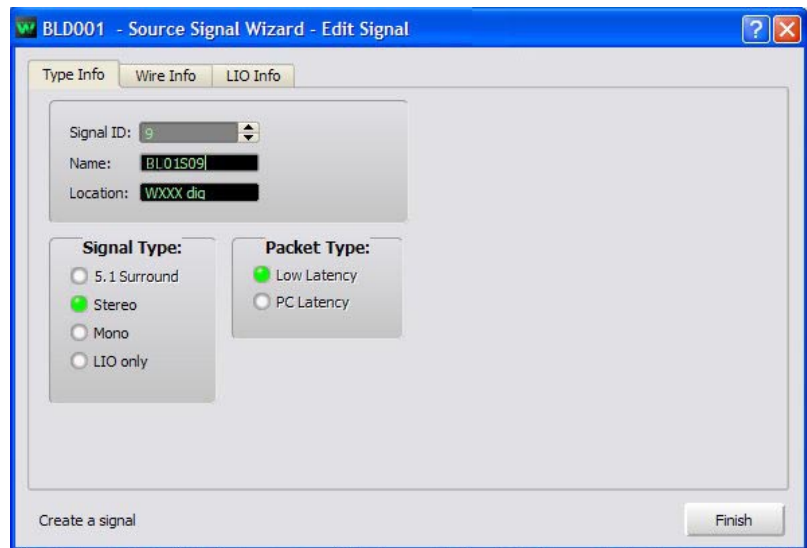 BLD001 - Source Signal Wizard - Edit Signal
Type Info
Wire Info
LIO Info
Signal ID: 9
Name: BL01S09
Location: WXXX dig
Signal Type:
5.1 Surround
Stereo
Mono
LIO only
Packet Type:
Low Latency
PC Latency
Create a signal
Finish